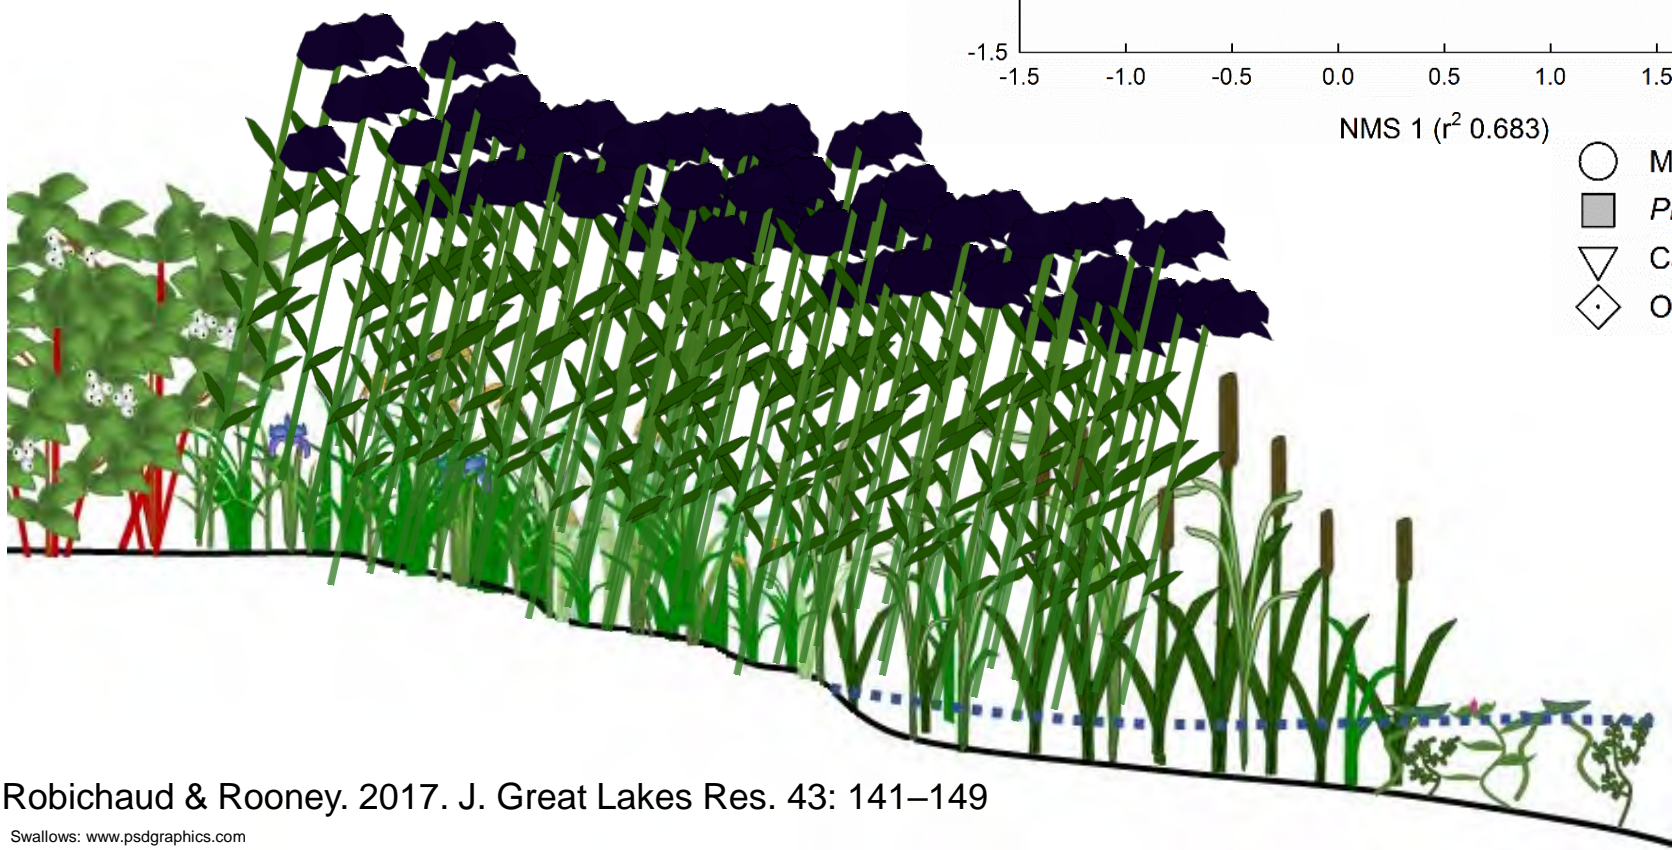 -1.5
-1.5 -1.0 -0.5 0.0 0.5 1.0 1.5
NMS 1 (r² 0.683)
M
C
O
Robichaud & Rooney. 2017. J. Great Lakes Res. 43: 141–149
Swallows: www.psdgraphics.com